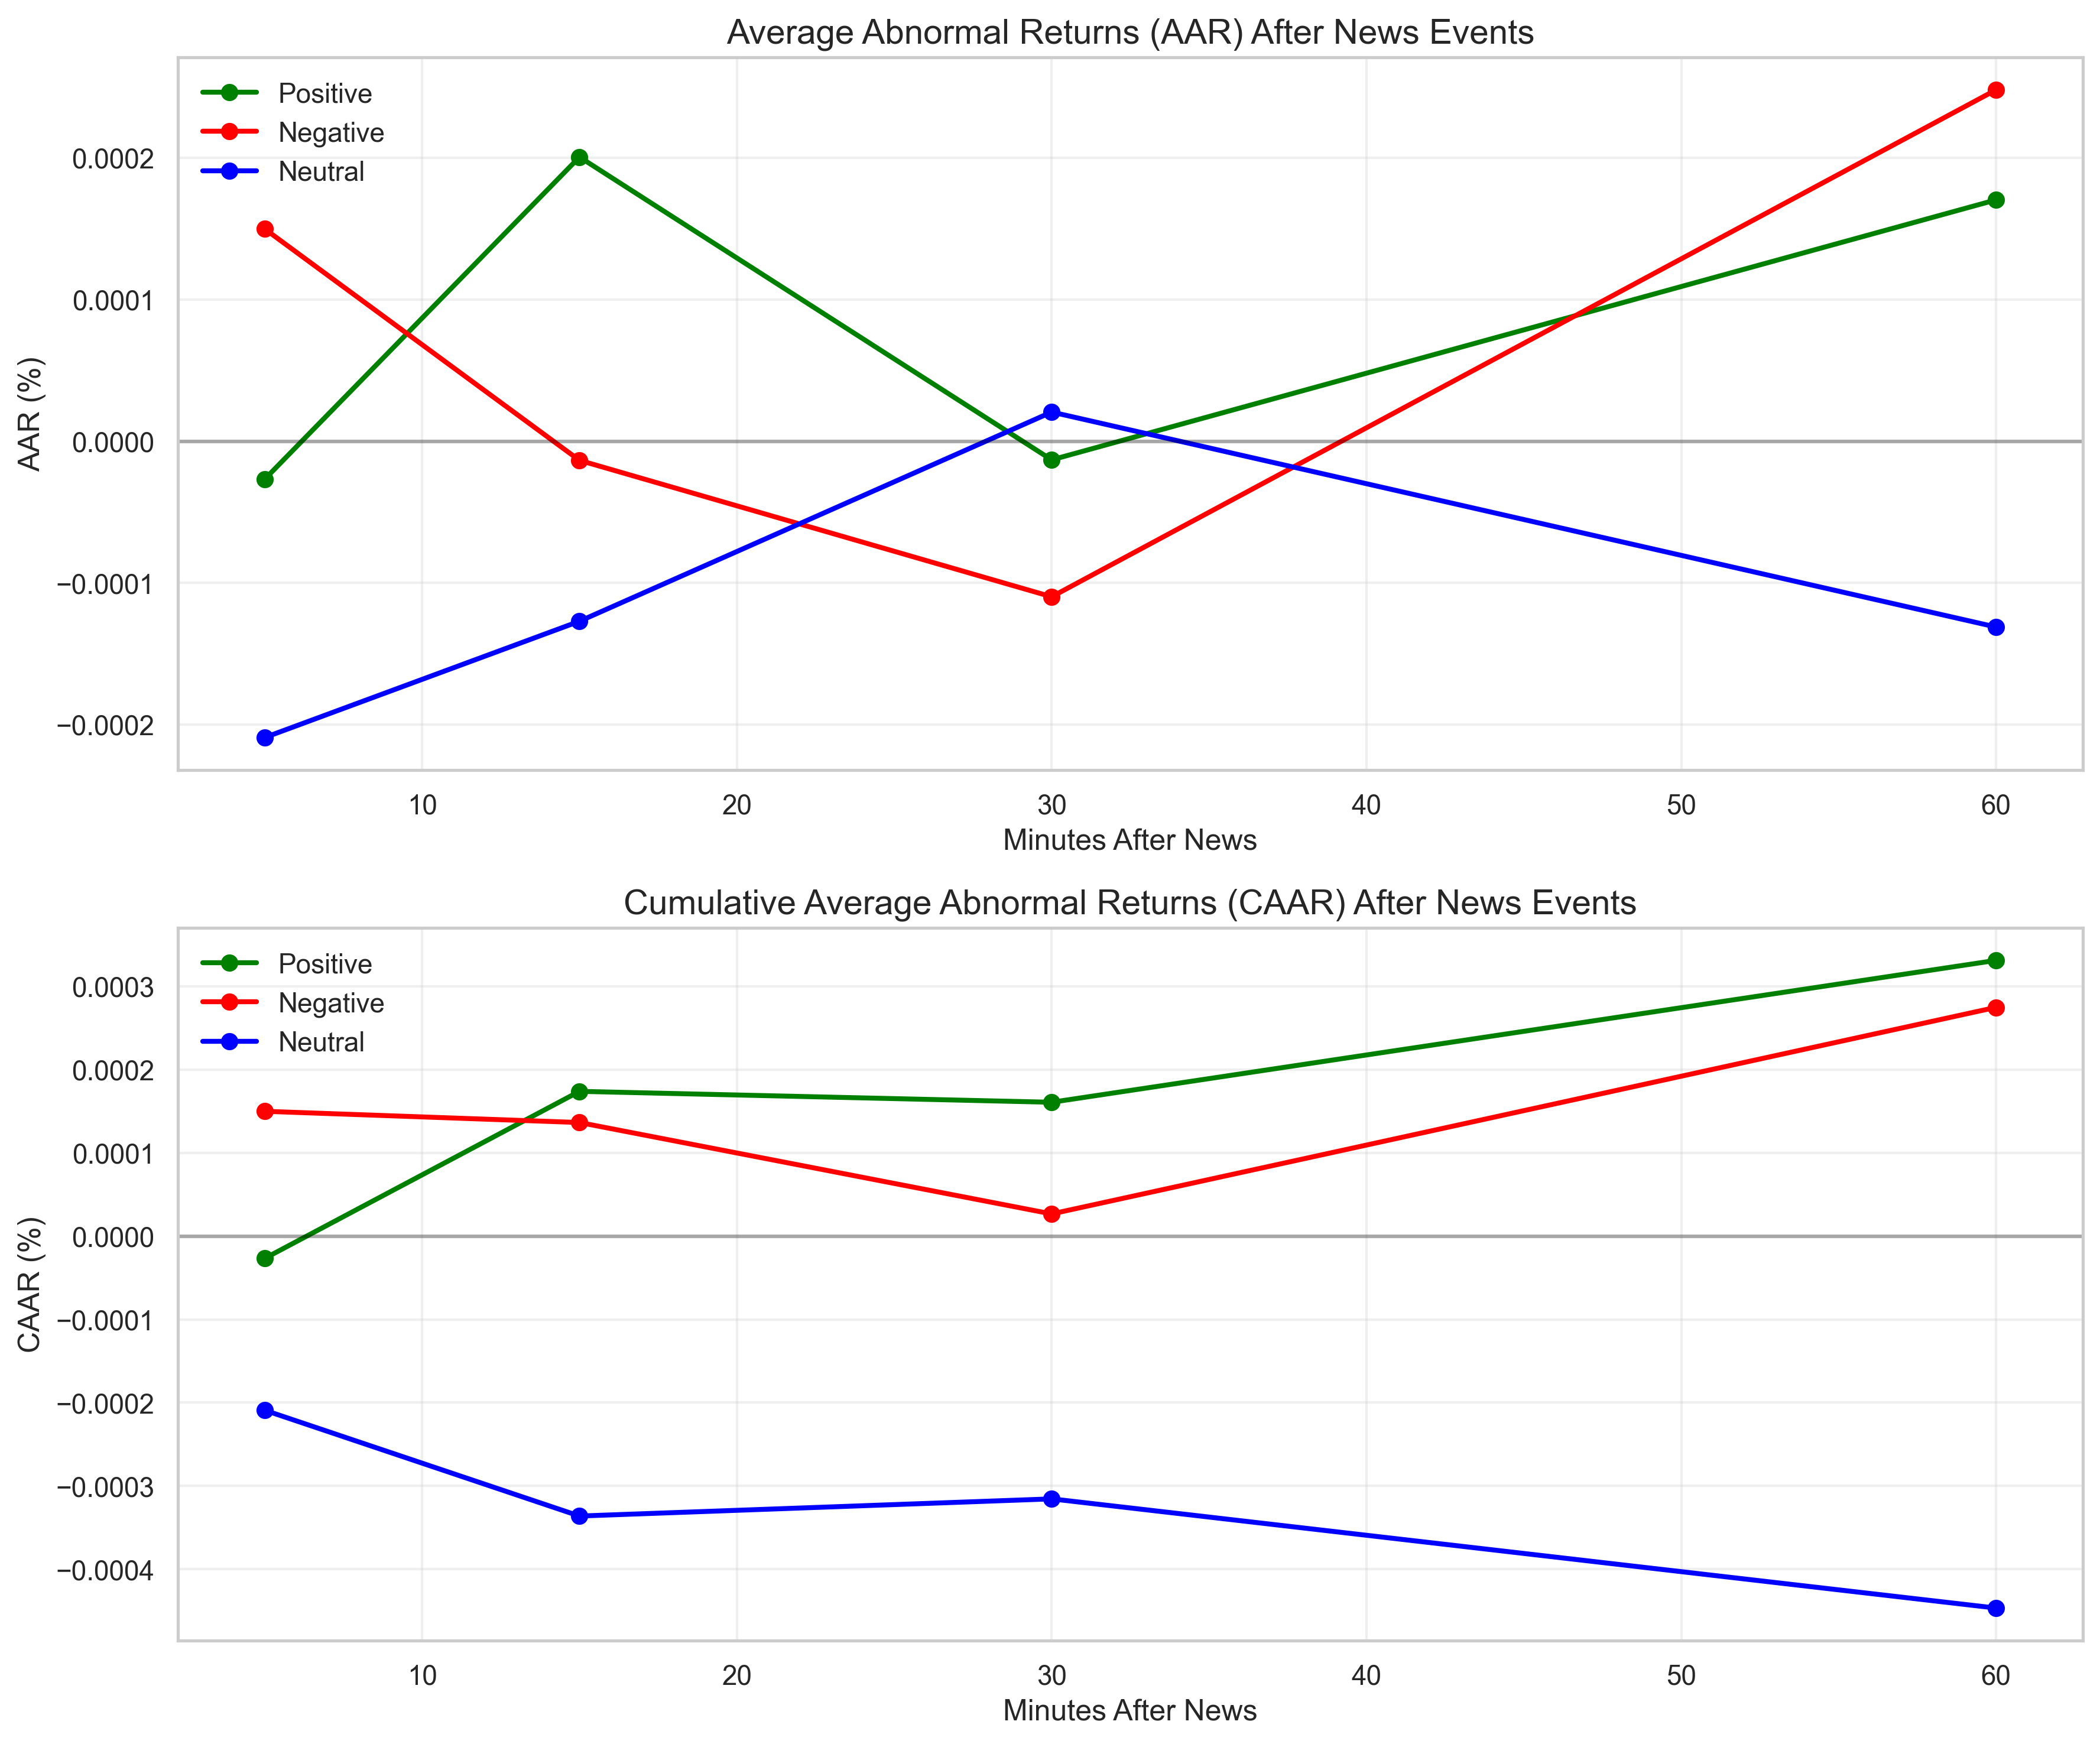 Average Abnormal Returns (AAR) After News Events
Positive
Negative
Neutral
0.0002
0.0001
0.0000
−0.0001
−0.0002
AAR (%)
10 20 30 40 50 60
Minutes After News
Cumulative Average Abnormal Returns (CAAR) After News Events
Positive
Negative
Neutral
0.0003
0.0002
0.0001
0.0000
−0.0001
−0.0002
−0.0003
−0.0004
CAAR (%)
10 20 30 40 50 60
Minutes After News